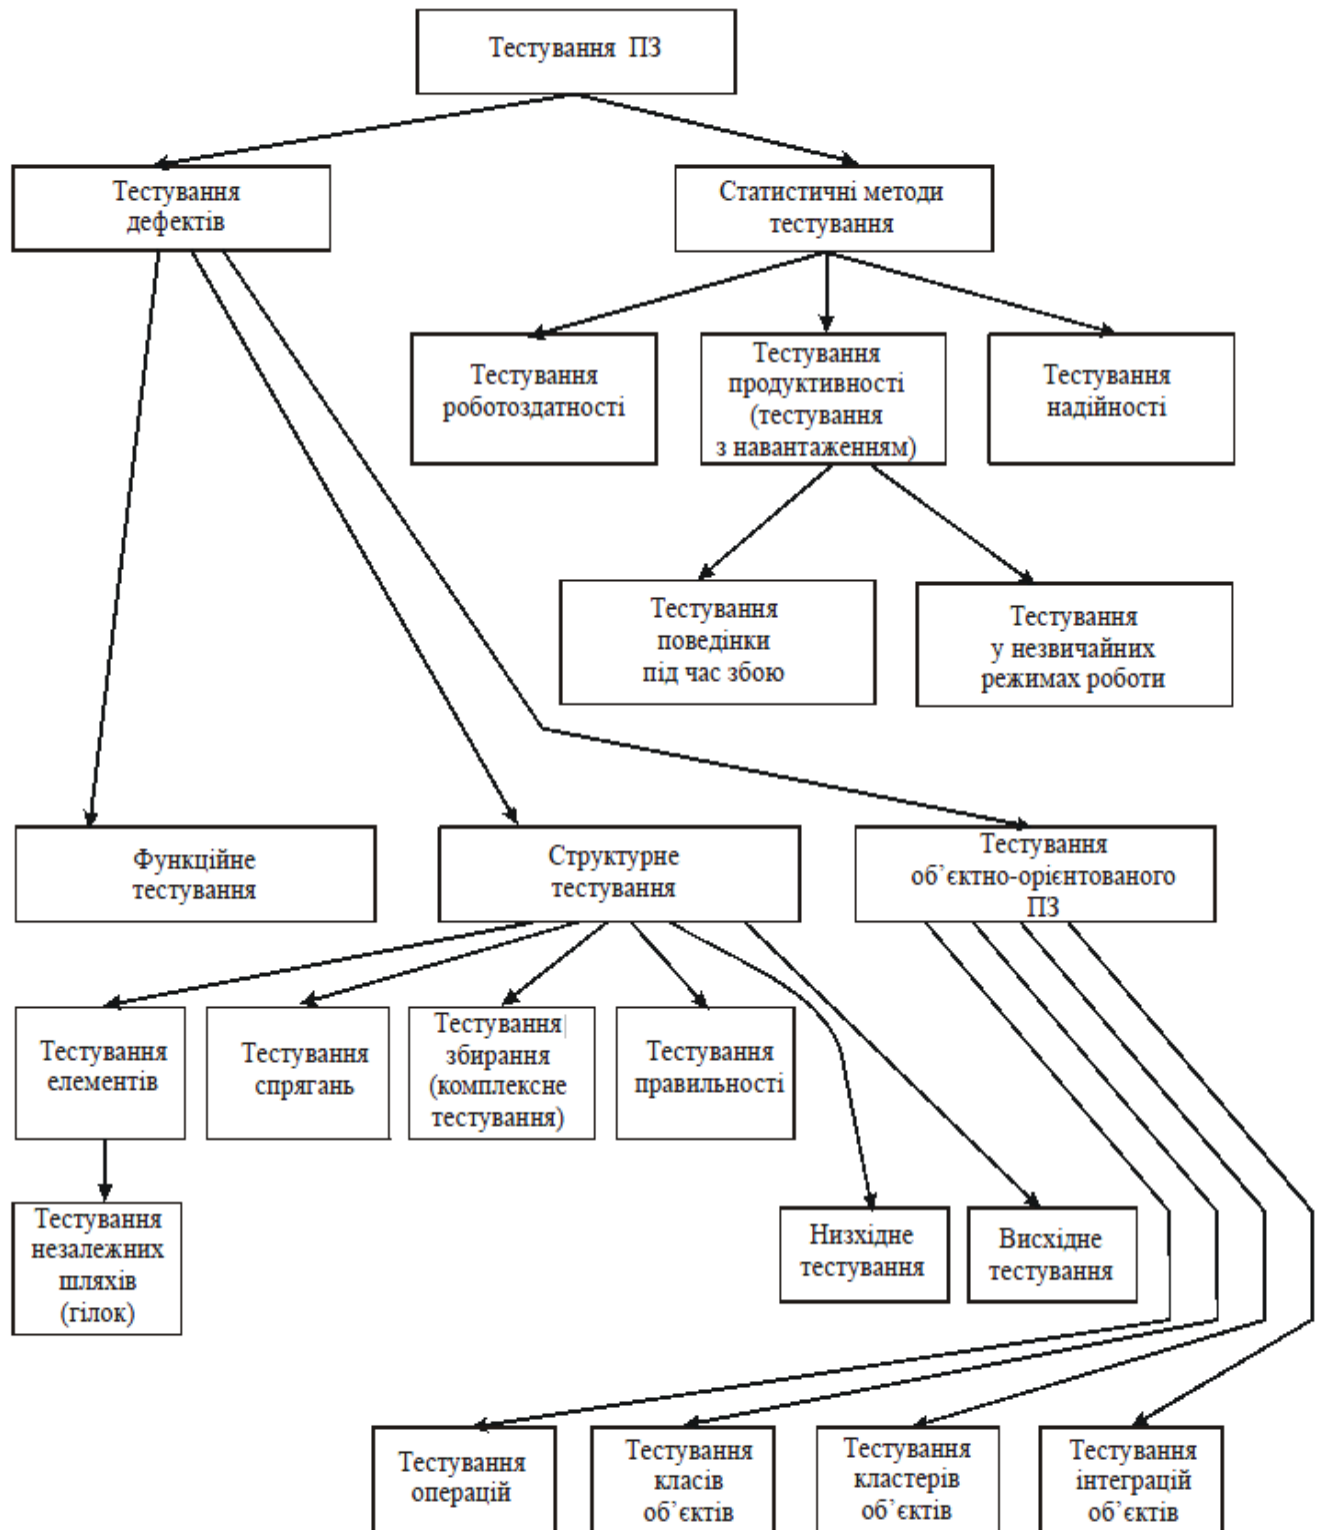 Тестування ПЗ
Тестування
дефектів
Статистичні методи
тестування
Тестування
роботоздатності
Тестування
продуктивності
(тестування
з навантаженням)
Тестування
надійності
Тестування
поведінки
під час збою
Тестування
у незвичайних
режимах роботи
Функційне
тестування
Структурне
тестування
Тестування
об’єктно-орієнтованого
ПЗ
Тестування
елементів
Тестування
спрягань
Тестування
збирання
(комплексне
тестування)
Тестування
правильності
Тестування
незалежних
шляхів
(гілок)
Низхідне
тестування
Висхідне
тестування
Тестування
операцій
Тестування
класів
об’єктів
Тестування
кластерів
об’єктів
Тестування
інтеграцій
об’єктів